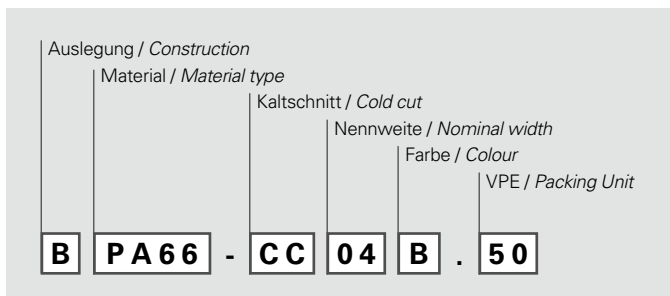 Auslegung / Construction
Material / Material type
Kaltschnitt / Cold cut
Nennweite / Nominal width
Farbe / Colour
VPE / Packing Unit
B PA66 - CC 04 B . 50